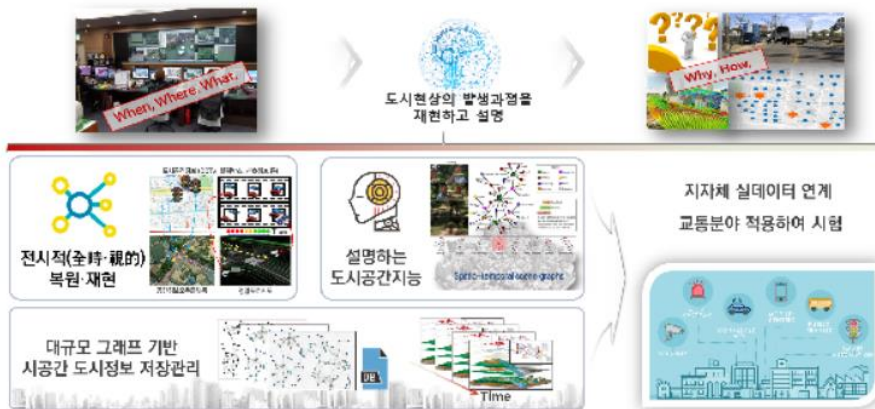 When, Where, What,
도시현상의 발생과정을
재현하고 설명
Why, How,
전시적(全時·視的)
복원·재현
설명하는
도시공간지능
Spatio-temporal scene graphs
지자체 실데이터 연계
교통분야 적용하여 시험
대규모 그래프 기반
시공간 도시정보 저장관리
DB
Time